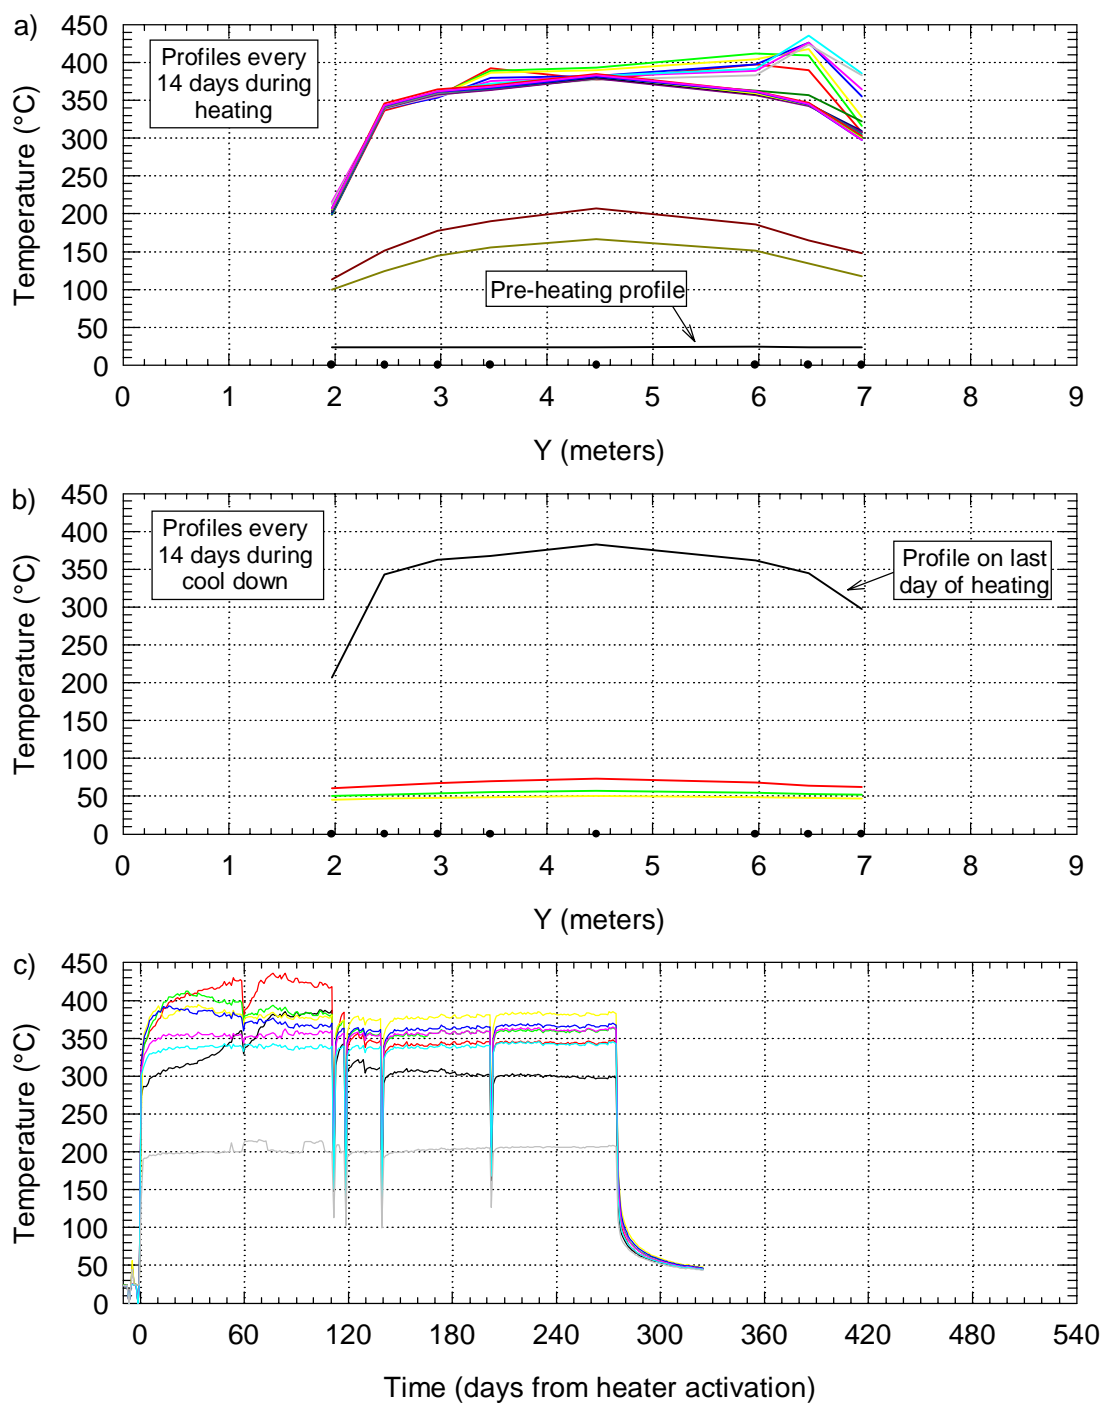 a)
450
400
350
300
250
200
150
100
50
0
Temperature (°C)
Profiles every
14 days during
heating
Pre-heating profile
0 1 2 3 4 5 6 7 8 9
Y (meters)
b)
450
400
350
300
250
200
150
100
50
0
Temperature (°C)
Profiles every
14 days during
cool down
Profile on last
day of heating
0 1 2 3 4 5 6 7 8 9
Y (meters)
c)
450
400
350
300
250
200
150
100
50
0
Temperature (°C)
0 60 120 180 240 300 360 420 480 540
Time (days from heater activation)